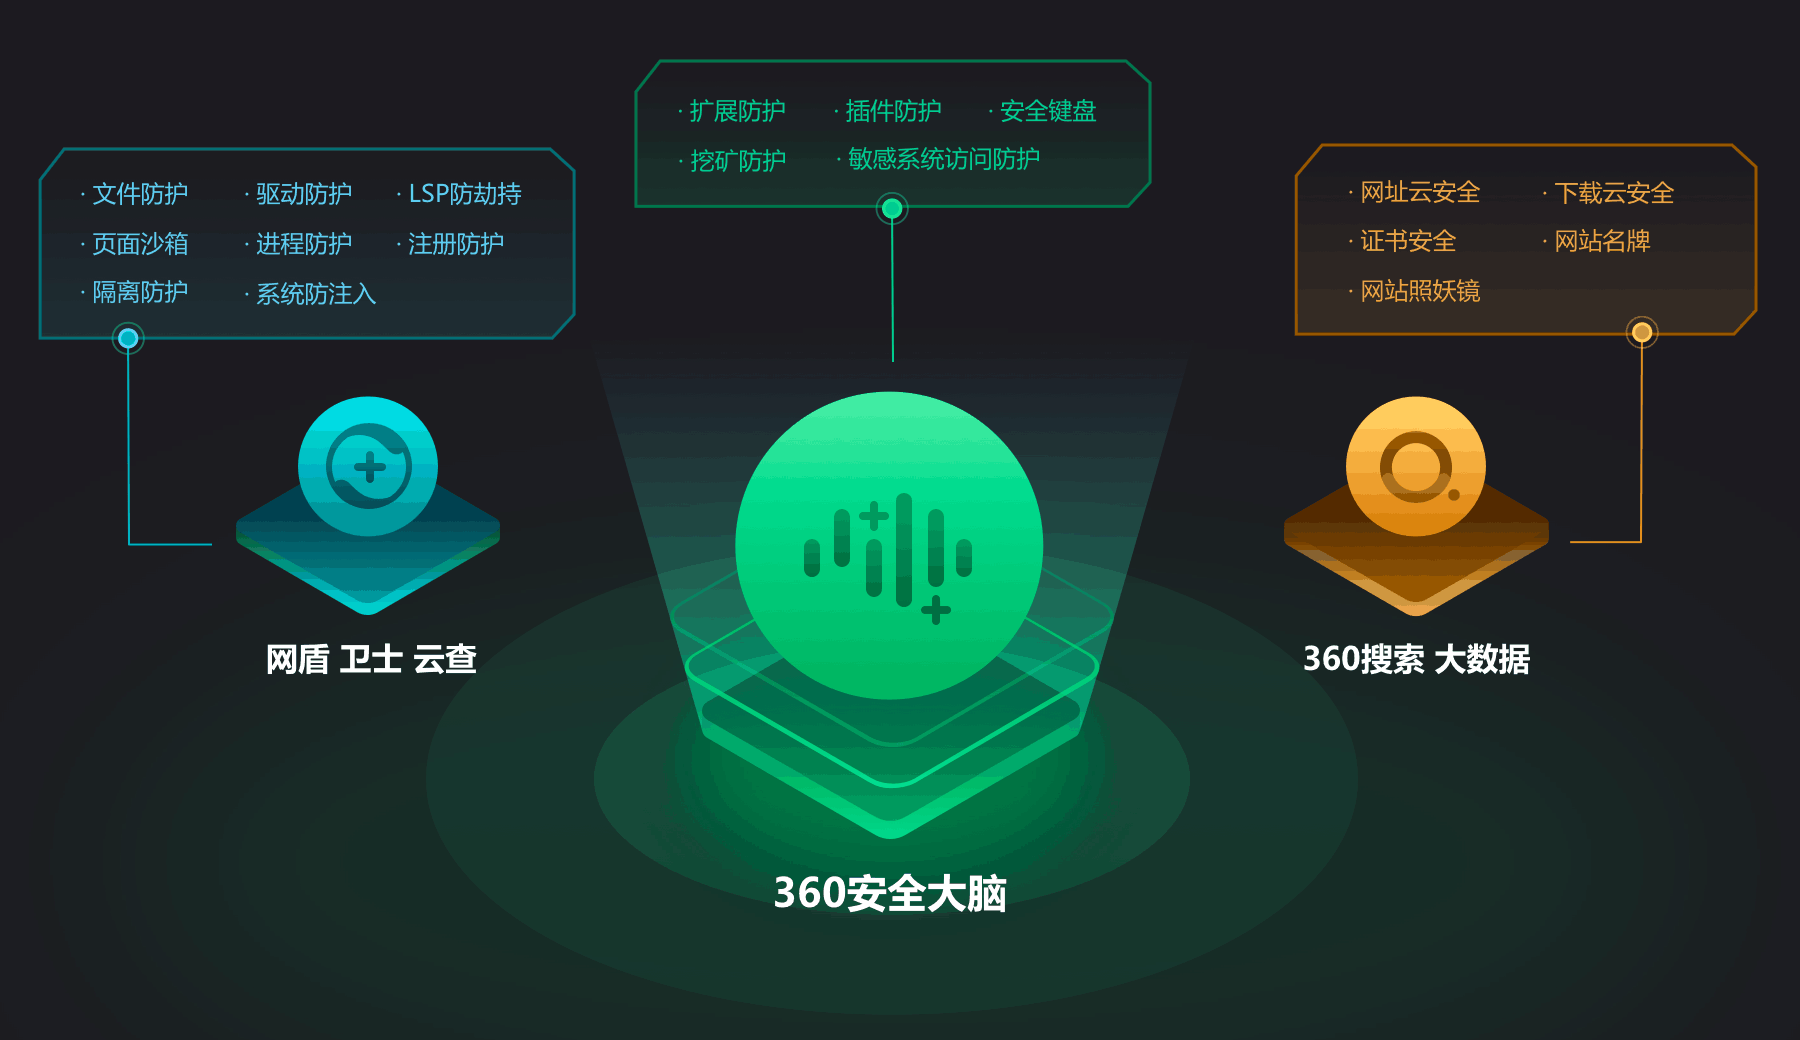 · 扩展防护 · 插件防护 · 安全键盘
· 挖矿防护 · 敏感系统访问防护
· 文件防护 · 驱动防护 · LSP防劫持
· 页面沙箱 · 进程防护 · 注册防护
· 隔离防护 · 系统防注入
· 网址云安全 · 下载云安全
· 证书安全 · 网站名牌
· 网站照妖镜
网盾 卫士 云查
360安全大脑
360搜索 大数据